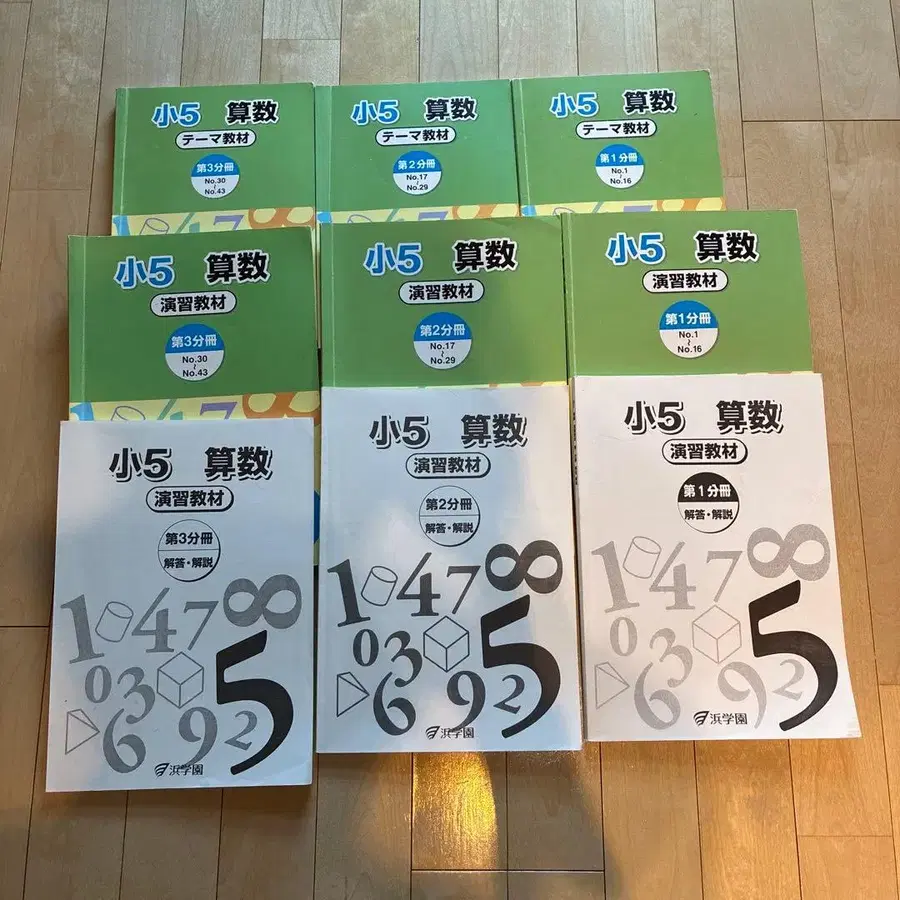 小5 算数
テーマ教材
第3分冊
No.30
~
No.43
小5 算数
テーマ教材
第2分冊
No.17
~
No.29
小5 算数
テーマ教材
第1分冊
No.1
~
No.16
小5 算数
演習教材
第3分冊
No.30
~
No.43
小5 算数
演習教材
第2分冊
No.17
~
No.29
小5 算数
演習教材
第1分冊
No.1
~
No.16
小5 算数
演習教材
第3分冊
解答・解説
1 4 7 8
0 3 5
6 9 2
浜学園
小5 算数
演習教材
第2分冊
解答・解説
1 4 7 8
0 3 5
6 9 2
浜学園
小5 算数
演習教材
第1分冊
解答・解説
1 4 7 8
0 3 5
6 9 2
浜学園